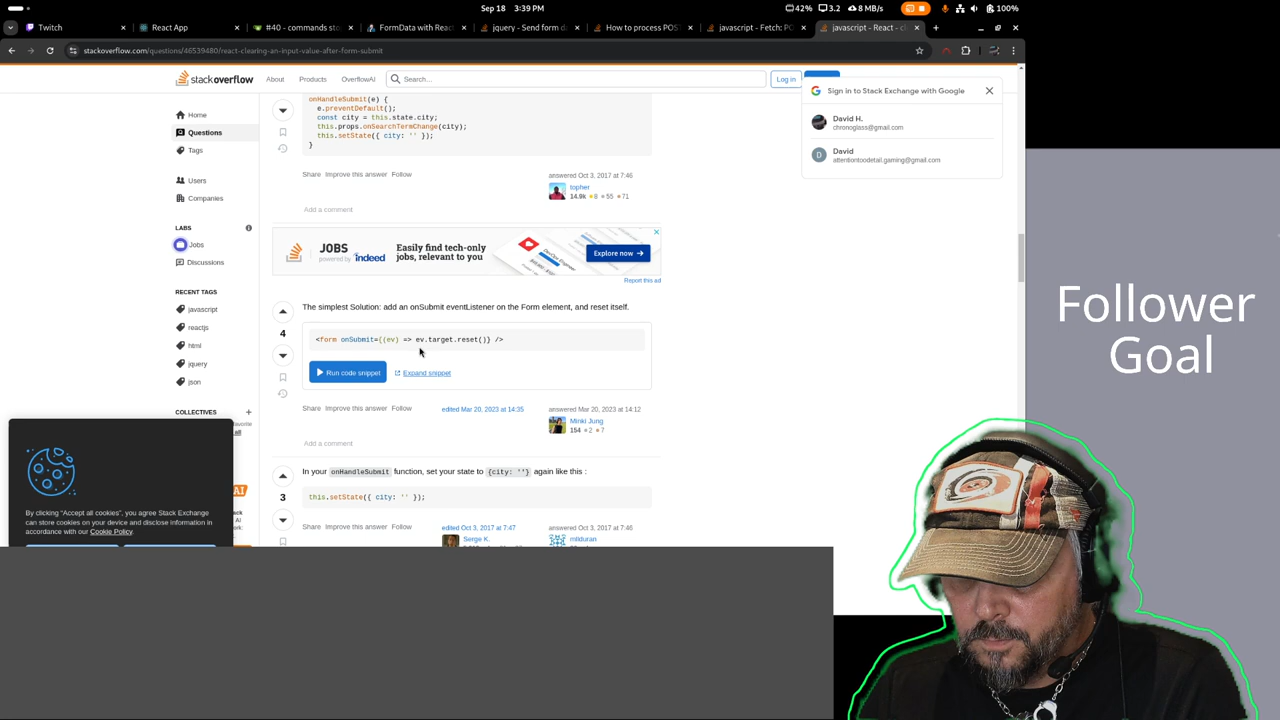 Sep 18 3:39 PM
42% 3.2 8 MB/s 100%
Twitch
React App
#40 - commands sto
FormData with React
jquery - Send form da
How to process POST
javascript - Fetch: PO
javascript - React - cl
stackoverflow.com/questions/46539480/react-clearing-an-input-value-after-form-submit
stackoverflow
About
Products
OverflowAI
Search…
Log in
Sign in to Stack Exchange with Google
David H.
chronoglass@gmail.com
David
D
attentiontoodetail.gaming@gmail.com
Home
Questions
Tags
Users
Companies
LABS
Jobs
Discussions
RECENT TAGS
javascript
reactjs
html
jquery
json
COLLECTIVES
onHandleSubmit(e) {
e.preventDefault();
const city = this.state.city;
this.props.onSearchTermChange(city);
this.setState({ city: '' });
}
Share Improve this answer Follow
answered Oct 3, 2017 at 7:46
topher
14.9k 8 55 71
Add a comment
JOBS
powered by indeed
Easily find tech-only
jobs, relevant to you
Explore now →
Report this ad
The simplest Solution: add an onSubmit eventListener on the Form element, and reset itself.
4
<form onSubmit={(ev) => ev.target.reset()} />
Run code snippet
Expand snippet
Share Improve this answer Follow
edited Mar 20, 2023 at 14:35
answered Mar 20, 2023 at 14:12
Minki Jung
154 2 7
Add a comment
In your onHandleSubmit function, set your state to {city: ''} again like this :
3
this.setState({ city: '' });
Share Improve this answer Follow
edited Oct 3, 2017 at 7:47
answered Oct 3, 2017 at 7:46
Serge K.
mlduran
By clicking “Accept all cookies”, you agree Stack Exchange
can store cookies on your device and disclose information in
accordance with our Cookie Policy.
Follower
Goal